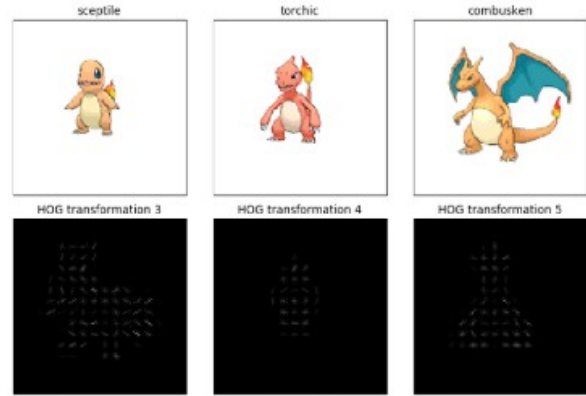 sceptile
torchic
combusken
HOG transformation 3
HOG transformation 4
HOG transformation 5